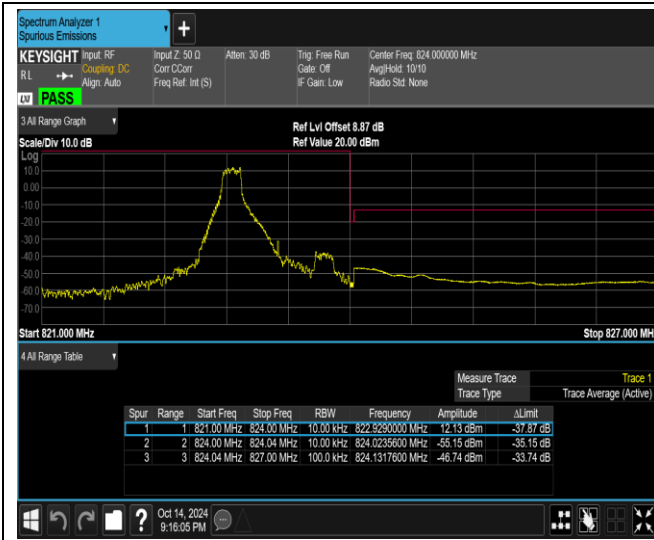 Spectrum Analyzer 1
Spurious Emissions
KEYSIGHT Input: RF Input Z: 50 Ω Atten: 30 dB Trig: Free Run Center Freq: 824.000000 MHz
RL Coupling: DC Corr CCorr Gate: Off Avg|Hold: 10/10
Align: Auto Freq Ref: Int (S) IF Gain: Low Radio Std: None
LXI PASS
3 All Range Graph
Ref Lvl Offset 8.87 dB
Scale/Div 10.0 dB Ref Value 20.00 dBm
Log
10.0
0.00
-10.0
-20.0
-30.0
-40.0
-50.0
-60.0
-70.0
Start 821.000 MHz Stop 827.000 MH
4 All Range Table
Measure Trace Trace 1
Trace Type Trace Average (Active)
Spur Range Start Freq Stop Freq RBW Frequency Amplitude ΔLimit
1 1 821.00 MHz 824.00 MHz 10.00 kHz 822.9290000 MHz 12.13 dBm -37.87 dB
2 2 824.00 MHz 824.04 MHz 10.00 kHz 824.0235600 MHz -55.15 dBm -35.15 dB
3 3 824.04 MHz 827.00 MHz 100.0 kHz 824.1317600 MHz -46.74 dBm -33.74 dB
Oct 14, 2024
9:16:05 PM